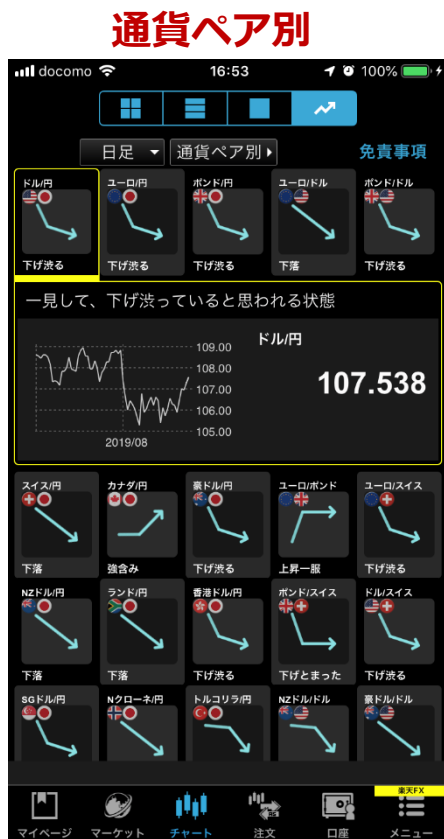 通貨ペア別
docomo 16:53 100%
日足 通貨ペア別 免責事項
ドル/円 ユーロ/円 ポンド/円 ユーロ/ドル ポンド/ドル
下げ渋る 下げ渋る 下げ渋る 下落 下げ渋る
一見して、下げ渋っていると思われる状態
ドル/円
107.538
109.00
108.00
107.00
106.00
105.00
2019/08
スイス/円 カナダ/円 豪ドル/円 ユーロ/ポンド ユーロ/スイス
下落 強含み 下げ渋る 上昇一服 下げ渋る
NZドル/円 ランド/円 香港ドル/円 ポンド/スイス ドル/スイス
下落 下落 下げ渋る 下げとまった 下げ渋る
SGドル/円 Nクローネ/円 トルコリラ/円 NZドル/ドル 豪ドル/ドル
楽天FX
マイページ マーケット チャート 注文 口座 メニュー